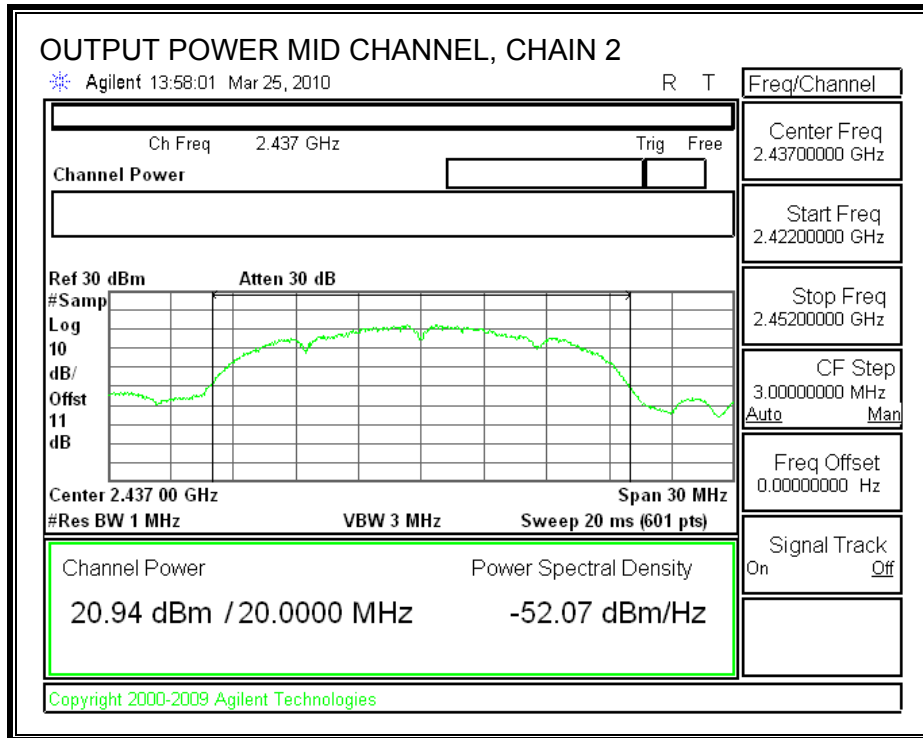 OUTPUT POWER MID CHANNEL, CHAIN 2
Agilent 13:58:01 Mar 25, 2010 R T
Freq/Channel
Ch Freq 2.437 GHz Trig Free
Channel Power
Center Freq
2.43700000 GHz
Start Freq
2.42200000 GHz
Stop Freq
2.45200000 GHz
CF Step
3.00000000 MHz
Auto Man
Freq Offset
0.00000000 Hz
Signal Track
On Off
Ref 30 dBm Atten 30 dB
#Samp
Log
10
dB/
Offst
11
dB
Center 2.437 00 GHz Span 30 MHz
#Res BW 1 MHz VBW 3 MHz Sweep 20 ms (601 pts)
Channel Power Power Spectral Density
20.94 dBm / 20.0000 MHz -52.07 dBm/Hz
Copyright 2000-2009 Agilent Technologies